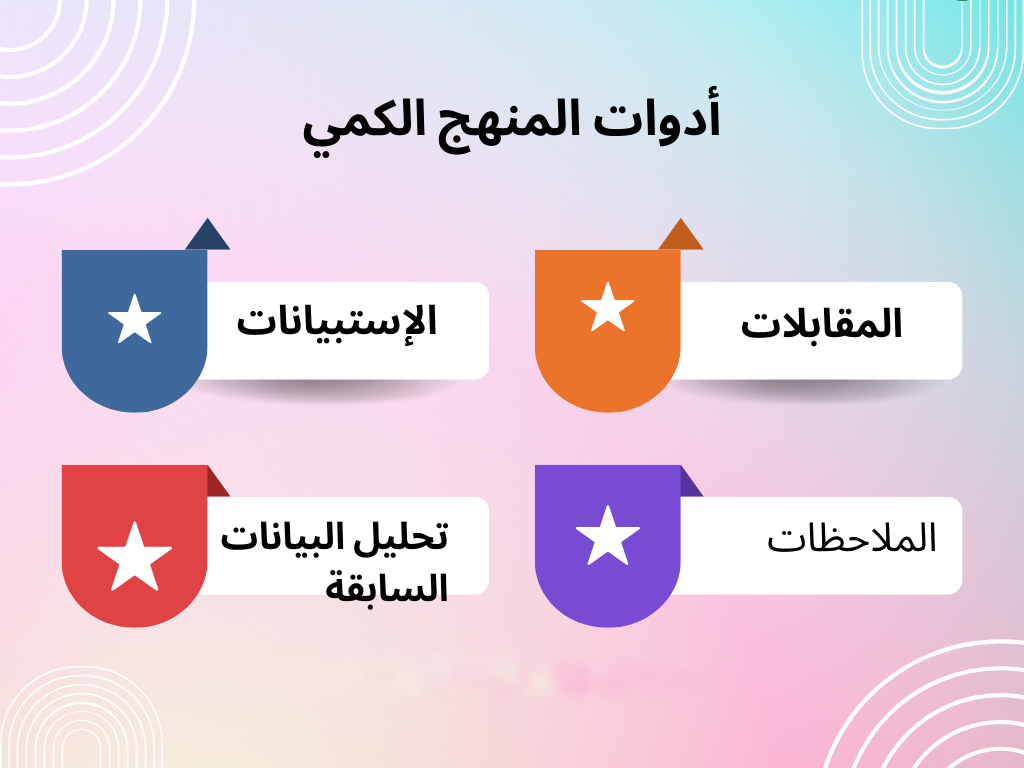 أدوات المنهج الكمي
المقابلات
الإستبيانات
الملاحظات
تحليل البيانات
السابقة